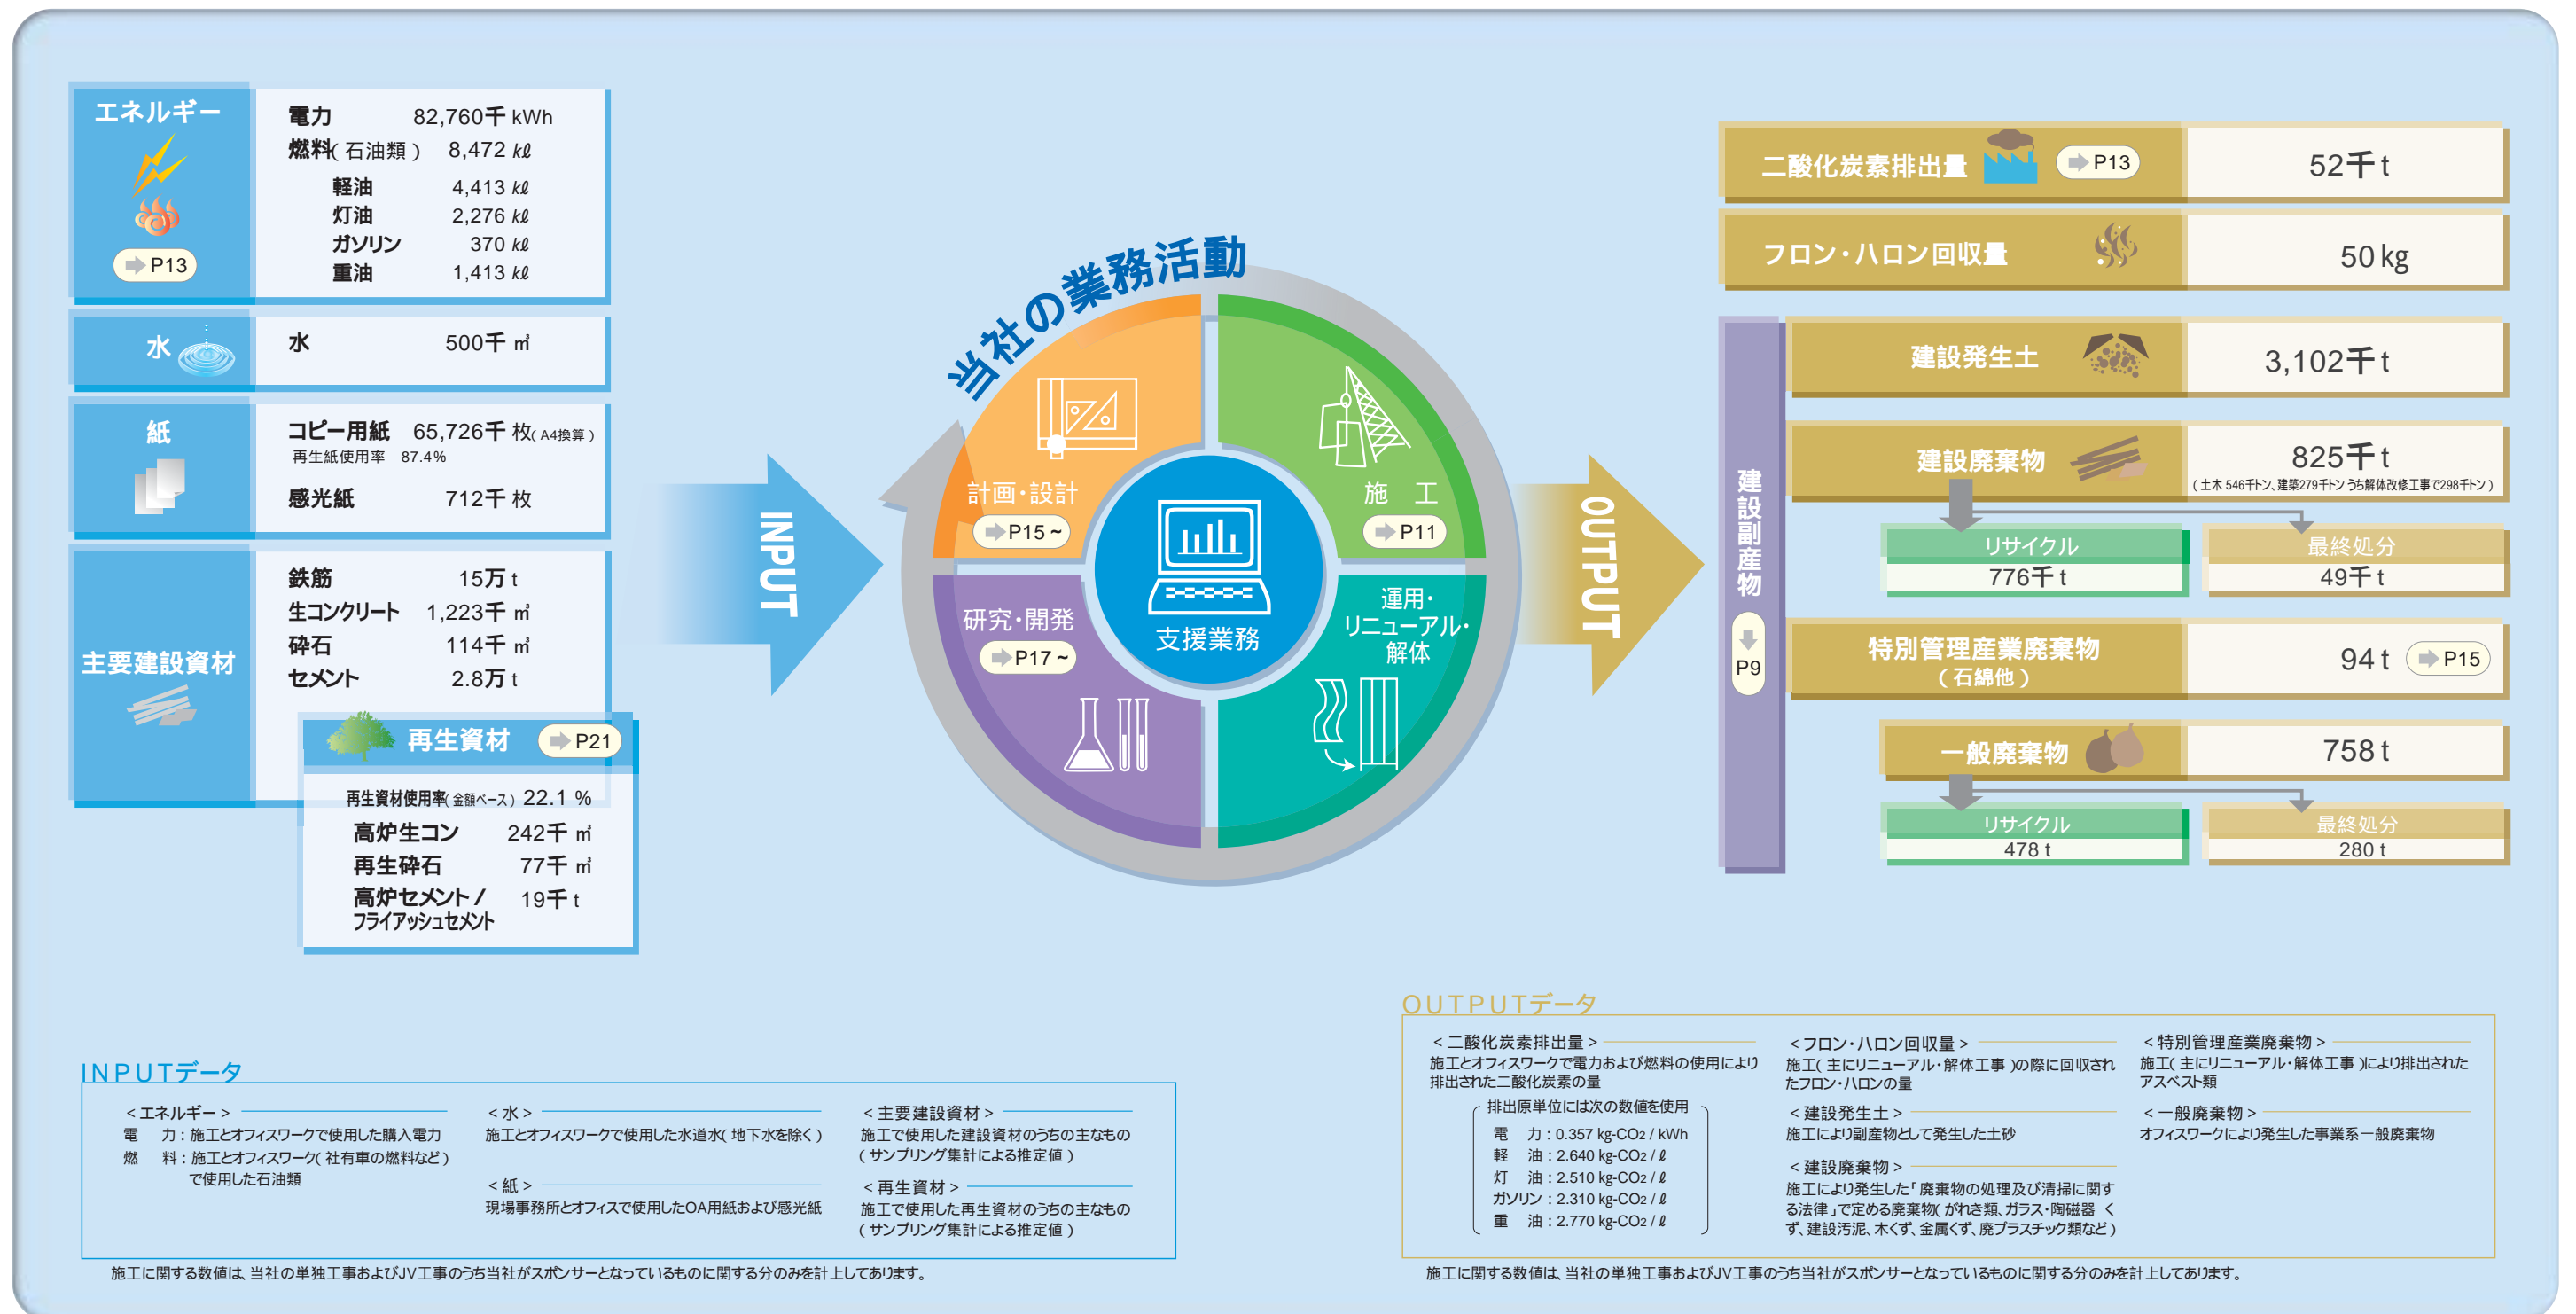 エネルギー
P13
電力 82,760千 kWh
燃料(石油類) 8,472 kℓ
軽油 4,413 kℓ
灯油 2,276 kℓ
ガソリン 370 kℓ
重油 1,413 kℓ
水
水 500千 ㎥
紙
コピー用紙 65,726千 枚(A4換算)
再生紙使用率 87.4%
感光紙 712千 枚
主要建設資材
鉄筋 15万 t
生コンクリート 1,223千 ㎥
砕石 114千 ㎥
セメント 2.8万 t
再生資材 P21
再生資材使用率(金額ベース) 22.1 %
高炉生コン 242千 ㎥
再生砕石 77千 ㎥
高炉セメント/ 19千 t
フライアッシュセメント
INPUT
当社の業務活動
計画・設計
P15~
施 工
P11
研究・開発
P17~
運用・
リニューアル・
解体
支援業務
OUTPUT
二酸化炭素排出量 P13 52千 t
フロン・ハロン回収量 50 kg
建設副産物
P9
建設発生土 3,102千 t
建設廃棄物 825千 t
(土木 546千トン、建築279千トン うち解体改修工事で298千トン)
リサイクル 最終処分
776千 t 49千 t
特別管理産業廃棄物
(石綿他)
94 t P15
一般廃棄物 758 t
リサイクル 最終処分
478 t 280 t
INPUTデータ
<エネルギー>
電 力:施工とオフィスワークで使用した購入電力
燃 料:施工とオフィスワーク(社有車の燃料など)
で使用した石油類
<水>
施工とオフィスワークで使用した水道水(地下水を除く)
<紙>
現場事務所とオフィスで使用したOA用紙および感光紙
<主要建設資材>
施工で使用した建設資材のうちの主なもの
(サンプリング集計による推定値)
<再生資材>
施工で使用した再生資材のうちの主なもの
(サンプリング集計による推定値)
施工に関する数値は、当社の単独工事およびJV工事のうち当社がスポンサーとなっているものに関する分のみを計上してあります。
OUTPUTデータ
<二酸化炭素排出量>
施工とオフィスワークで電力および燃料の使用により
排出された二酸化炭素の量
排出原単位には次の数値を使用
電 力:0.357 kg-CO2 / kWh
軽 油:2.640 kg-CO2 / ℓ
灯 油:2.510 kg-CO2 / ℓ
ガソリン:2.310 kg-CO2 / ℓ
重 油:2.770 kg-CO2 / ℓ
<フロン・ハロン回収量>
施工(主にリニューアル・解体工事)の際に回収され
たフロン・ハロンの量
<建設発生土>
施工により副産物として発生した土砂
<建設廃棄物>
施工により発生した「廃棄物の処理及び清掃に関す
る法律」で定める廃棄物(がれき類、ガラス・陶磁器く
ず、建設汚泥、木くず、金属くず、廃プラスチック類など)
<特別管理産業廃棄物>
施工(主にリニューアル・解体工事)により排出された
アスベスト類
<一般廃棄物>
オフィスワークにより発生した事業系一般廃棄物
施工に関する数値は、当社の単独工事およびJV工事のうち当社がスポンサーとなっているものに関する分のみを計上してあります。